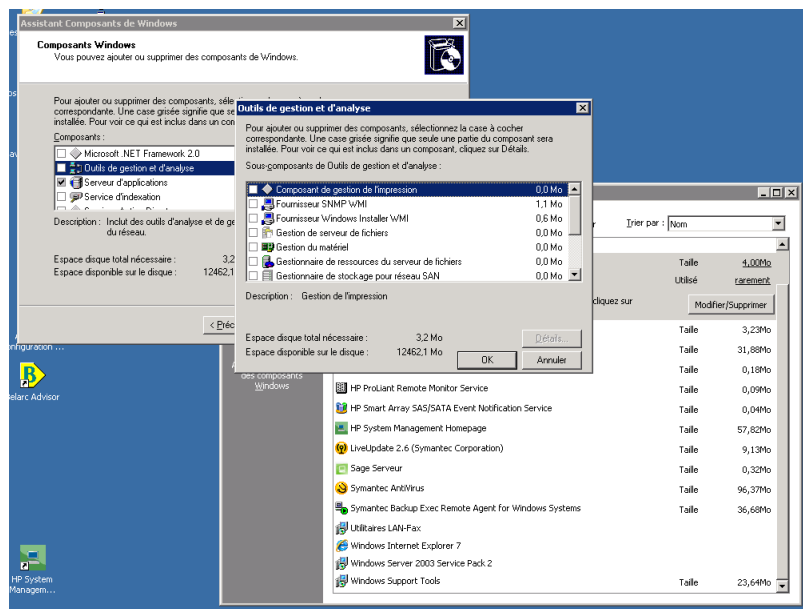 Assistant Composants de Windows
Composants Windows
Vous pouvez ajouter ou supprimer des composants de Windows.
Pour ajouter ou supprimer des composants, séle
correspondante. Une case grisée signifie que se
installée. Pour voir ce qui est inclus dans un con
Composants :
Microsoft .NET Framework 2.0
Outils de gestion et d'analyse
Serveur d'applications
Service d'indexation
Description : Inclut des outils d'analyse et de ge
du réseau.
Espace disque total nécessaire : 3,2
Espace disponible sur le disque : 12462,1
< Préc
Outils de gestion et d'analyse
Pour ajouter ou supprimer des composants, sélectionnez la case à cocher
correspondante. Une case grisée signifie que seule une partie du composant sera
installée. Pour voir ce qui est inclus dans un composant, cliquez sur Détails.
Sous-composants de Outils de gestion et d'analyse :
Composant de gestion de l'impression 0,0 Mo
Fournisseur SNMP WMI 1,1 Mo
Fournisseur Windows Installer WMI 0,6 Mo
Gestion de serveur de fichiers 0,0 Mo
Gestion du matériel 0,0 Mo
Gestionnaire de ressources du serveur de fichiers 0,0 Mo
Gestionnaire de stockage pour réseau SAN 0,0 Mo
Description : Gestion de l'impression
Espace disque total nécessaire : 3,2 Mo
Détails...
Espace disponible sur le disque : 12462,1 Mo
OK
Annuler
Trier par : Nom
Taille 4,00Mo
Utilisé rarement
cliquez sur
Modifier/Supprimer
Taille 3,23Mo
Taille 31,88Mo
Taille 0,18Mo
des composants
Windows
HP ProLiant Remote Monitor Service Taille 0,09Mo
HP Smart Array SAS/SATA Event Notification Service Taille 0,04Mo
HP System Management Homepage Taille 57,82Mo
LiveUpdate 2.6 (Symantec Corporation) Taille 9,13Mo
Sage Serveur Taille 0,32Mo
Symantec AntiVirus Taille 96,37Mo
Symantec Backup Exec Remote Agent for Windows Systems Taille 36,68Mo
Utilitaires LAN-Fax
Windows Internet Explorer 7
Windows Server 2003 Service Pack 2
Windows Support Tools Taille 23,64Mo
nfiguration ...
elarc Advisor
HP System
Managem...